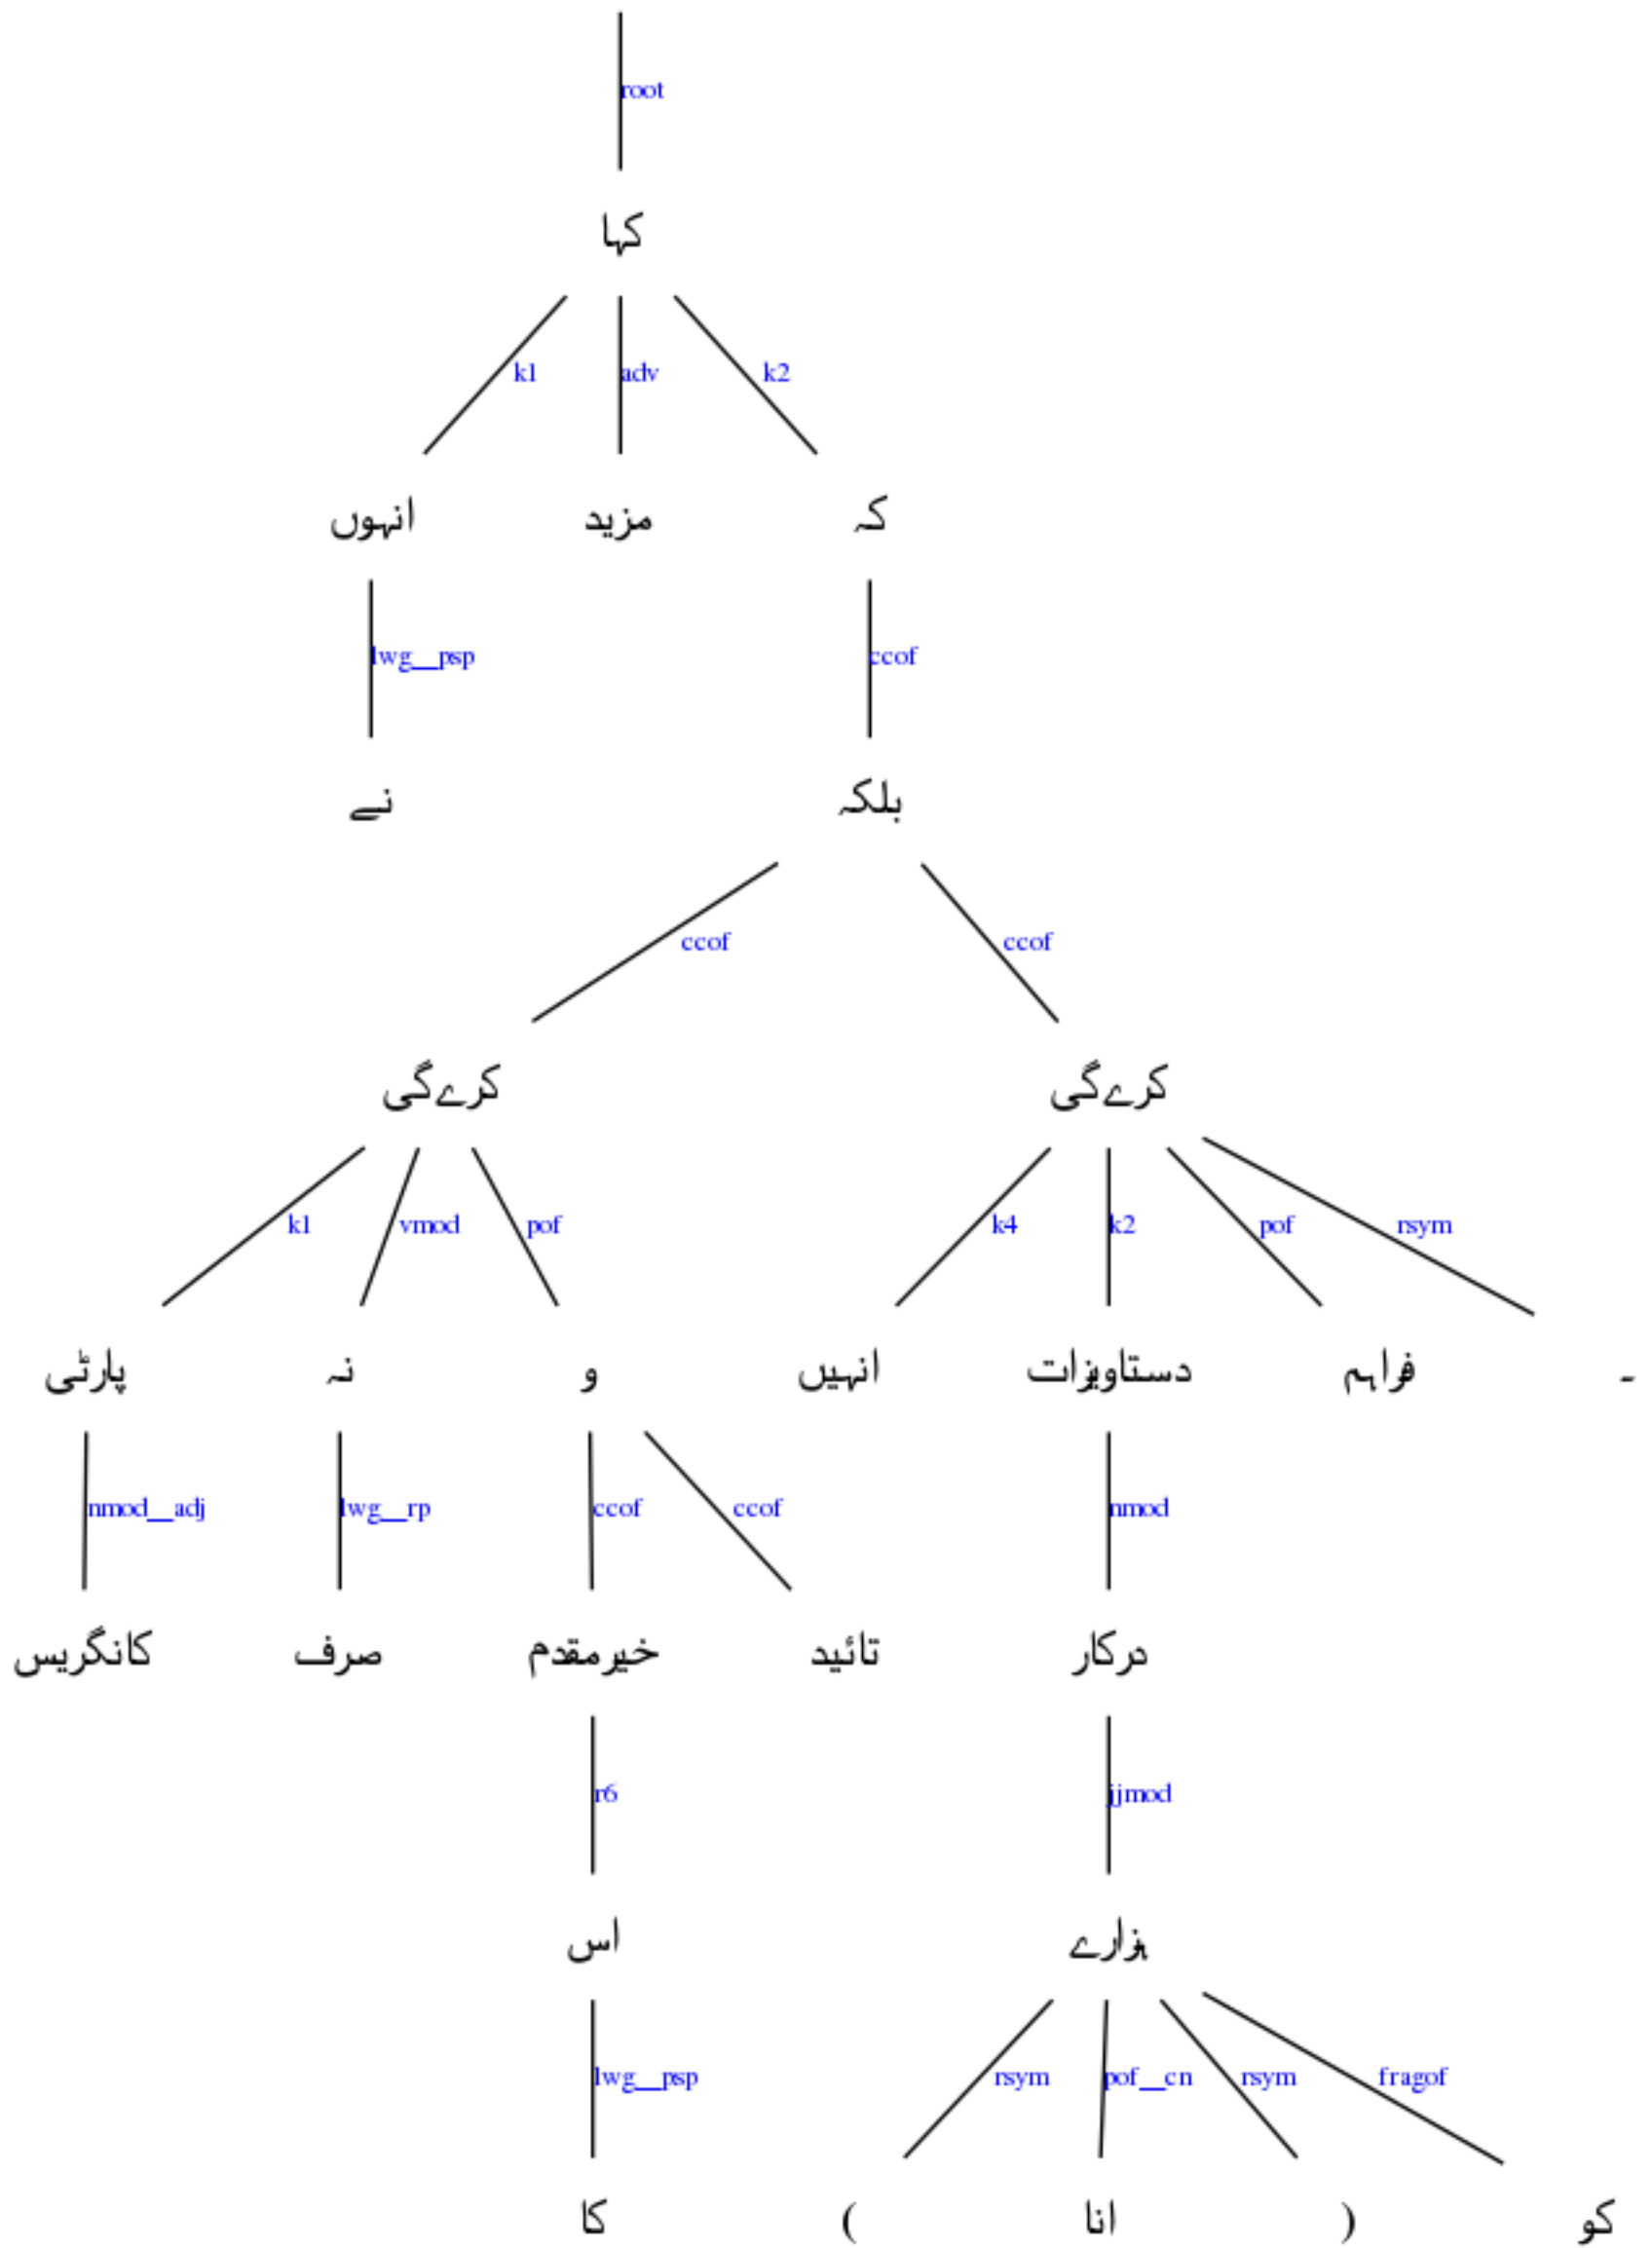 root
کہا
k1 adv k2
انہوں مزید کہ
lwg__psp ccof
نے بلکہ
ccof ccof
کرےگی کرےگی
k1 vmod pof k4 k2 pof rsym
پارٹی نہ و انہیں دستاویزات فراہم ۔
nmod__adj lwg__rp ccof ccof nmod
کانگریس صرف خیرمقدم تائید درکار
r6 jjmod
اس ہزارے
lwg__psp rsym pof__cn rsym fragof
کا ( انا ) کو